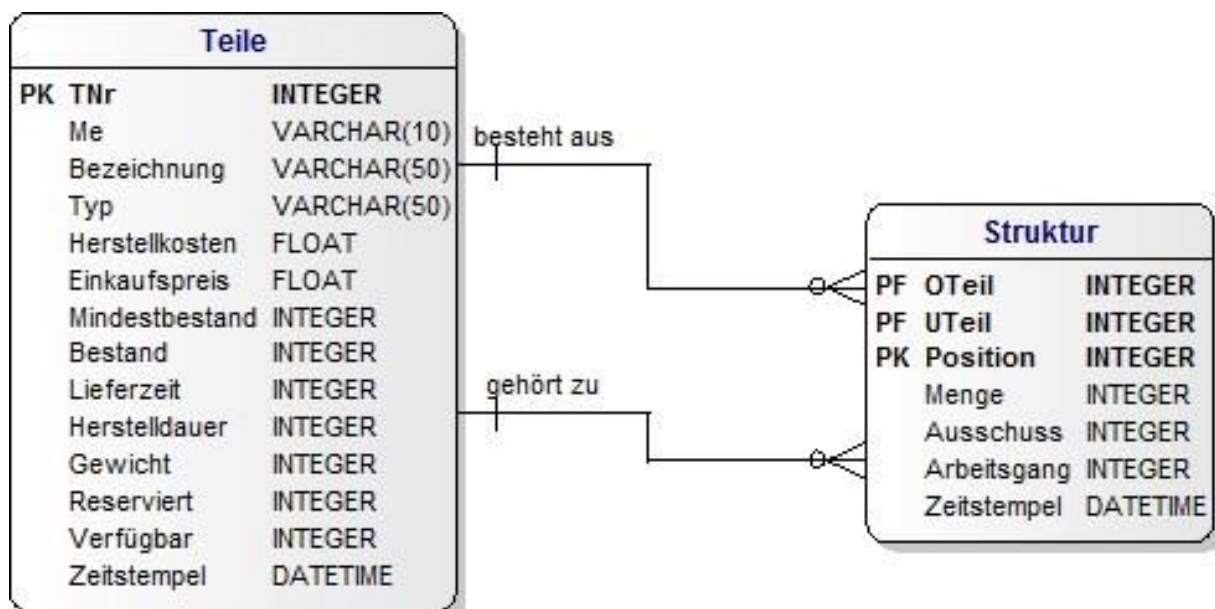 Teile
PK TNr INTEGER
Me VARCHAR(10)
Bezeichnung VARCHAR(50)
Typ VARCHAR(50)
Herstellkosten FLOAT
Einkaufspreis FLOAT
Mindestbestand INTEGER
Bestand INTEGER
Lieferzeit INTEGER
Herstelldauer INTEGER
Gewicht INTEGER
Reserviert INTEGER
Verfügbar INTEGER
Zeitstempel DATETIME
besteht aus
gehört zu
Struktur
PF OTeil INTEGER
PF UTeil INTEGER
PK Position INTEGER
Menge INTEGER
Ausschuss INTEGER
Arbeitsgang INTEGER
Zeitstempel DATETIME